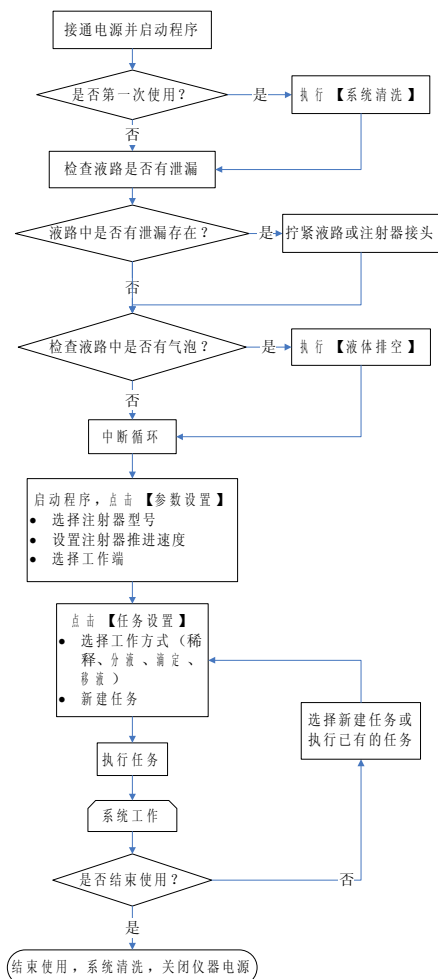 接通电源并启动程序
是否第一次使用？
是
执行【系统清洗】
否
检查液路是否有泄漏
液路中是否有泄漏存在？
是
拧紧液路或注射器接头
否
检查液路中是否有气泡？
是
执行【液体排空】
否
中断循环
启动程序，点击【参数设置】
● 选择注射器型号
● 设置注射器推进速度
● 选择工作端
点击【任务设置】
● 选择工作方式（稀
释、分液、滴定、
移液）
● 新建任务
选择新建任务或
执行已有的任务
执行任务
系统工作
是否结束使用？
否
是
结束使用，系统清洗，关闭仪器电源